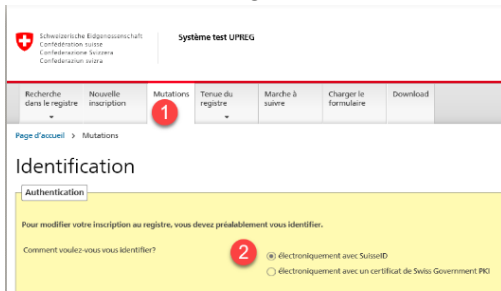 Schweizerische Eidgenossenschaft
Confédération suisse
Confederazione Svizzera
Confederaziun svizra
Système test UPREG
Recherche dans le registre
Nouvelle inscription
Mutations
Tenue du registre
Marche à suivre
Charger le formulaire
Download
1
Page d'accueil > Mutations
Identification
Authentication
Pour modifier votre inscription au registre, vous devez préalablement vous identifier.
Comment voulez-vous vous identifier?
2
électroniquement avec SuisseID
électroniquement avec un certificat de Swiss Government PKI